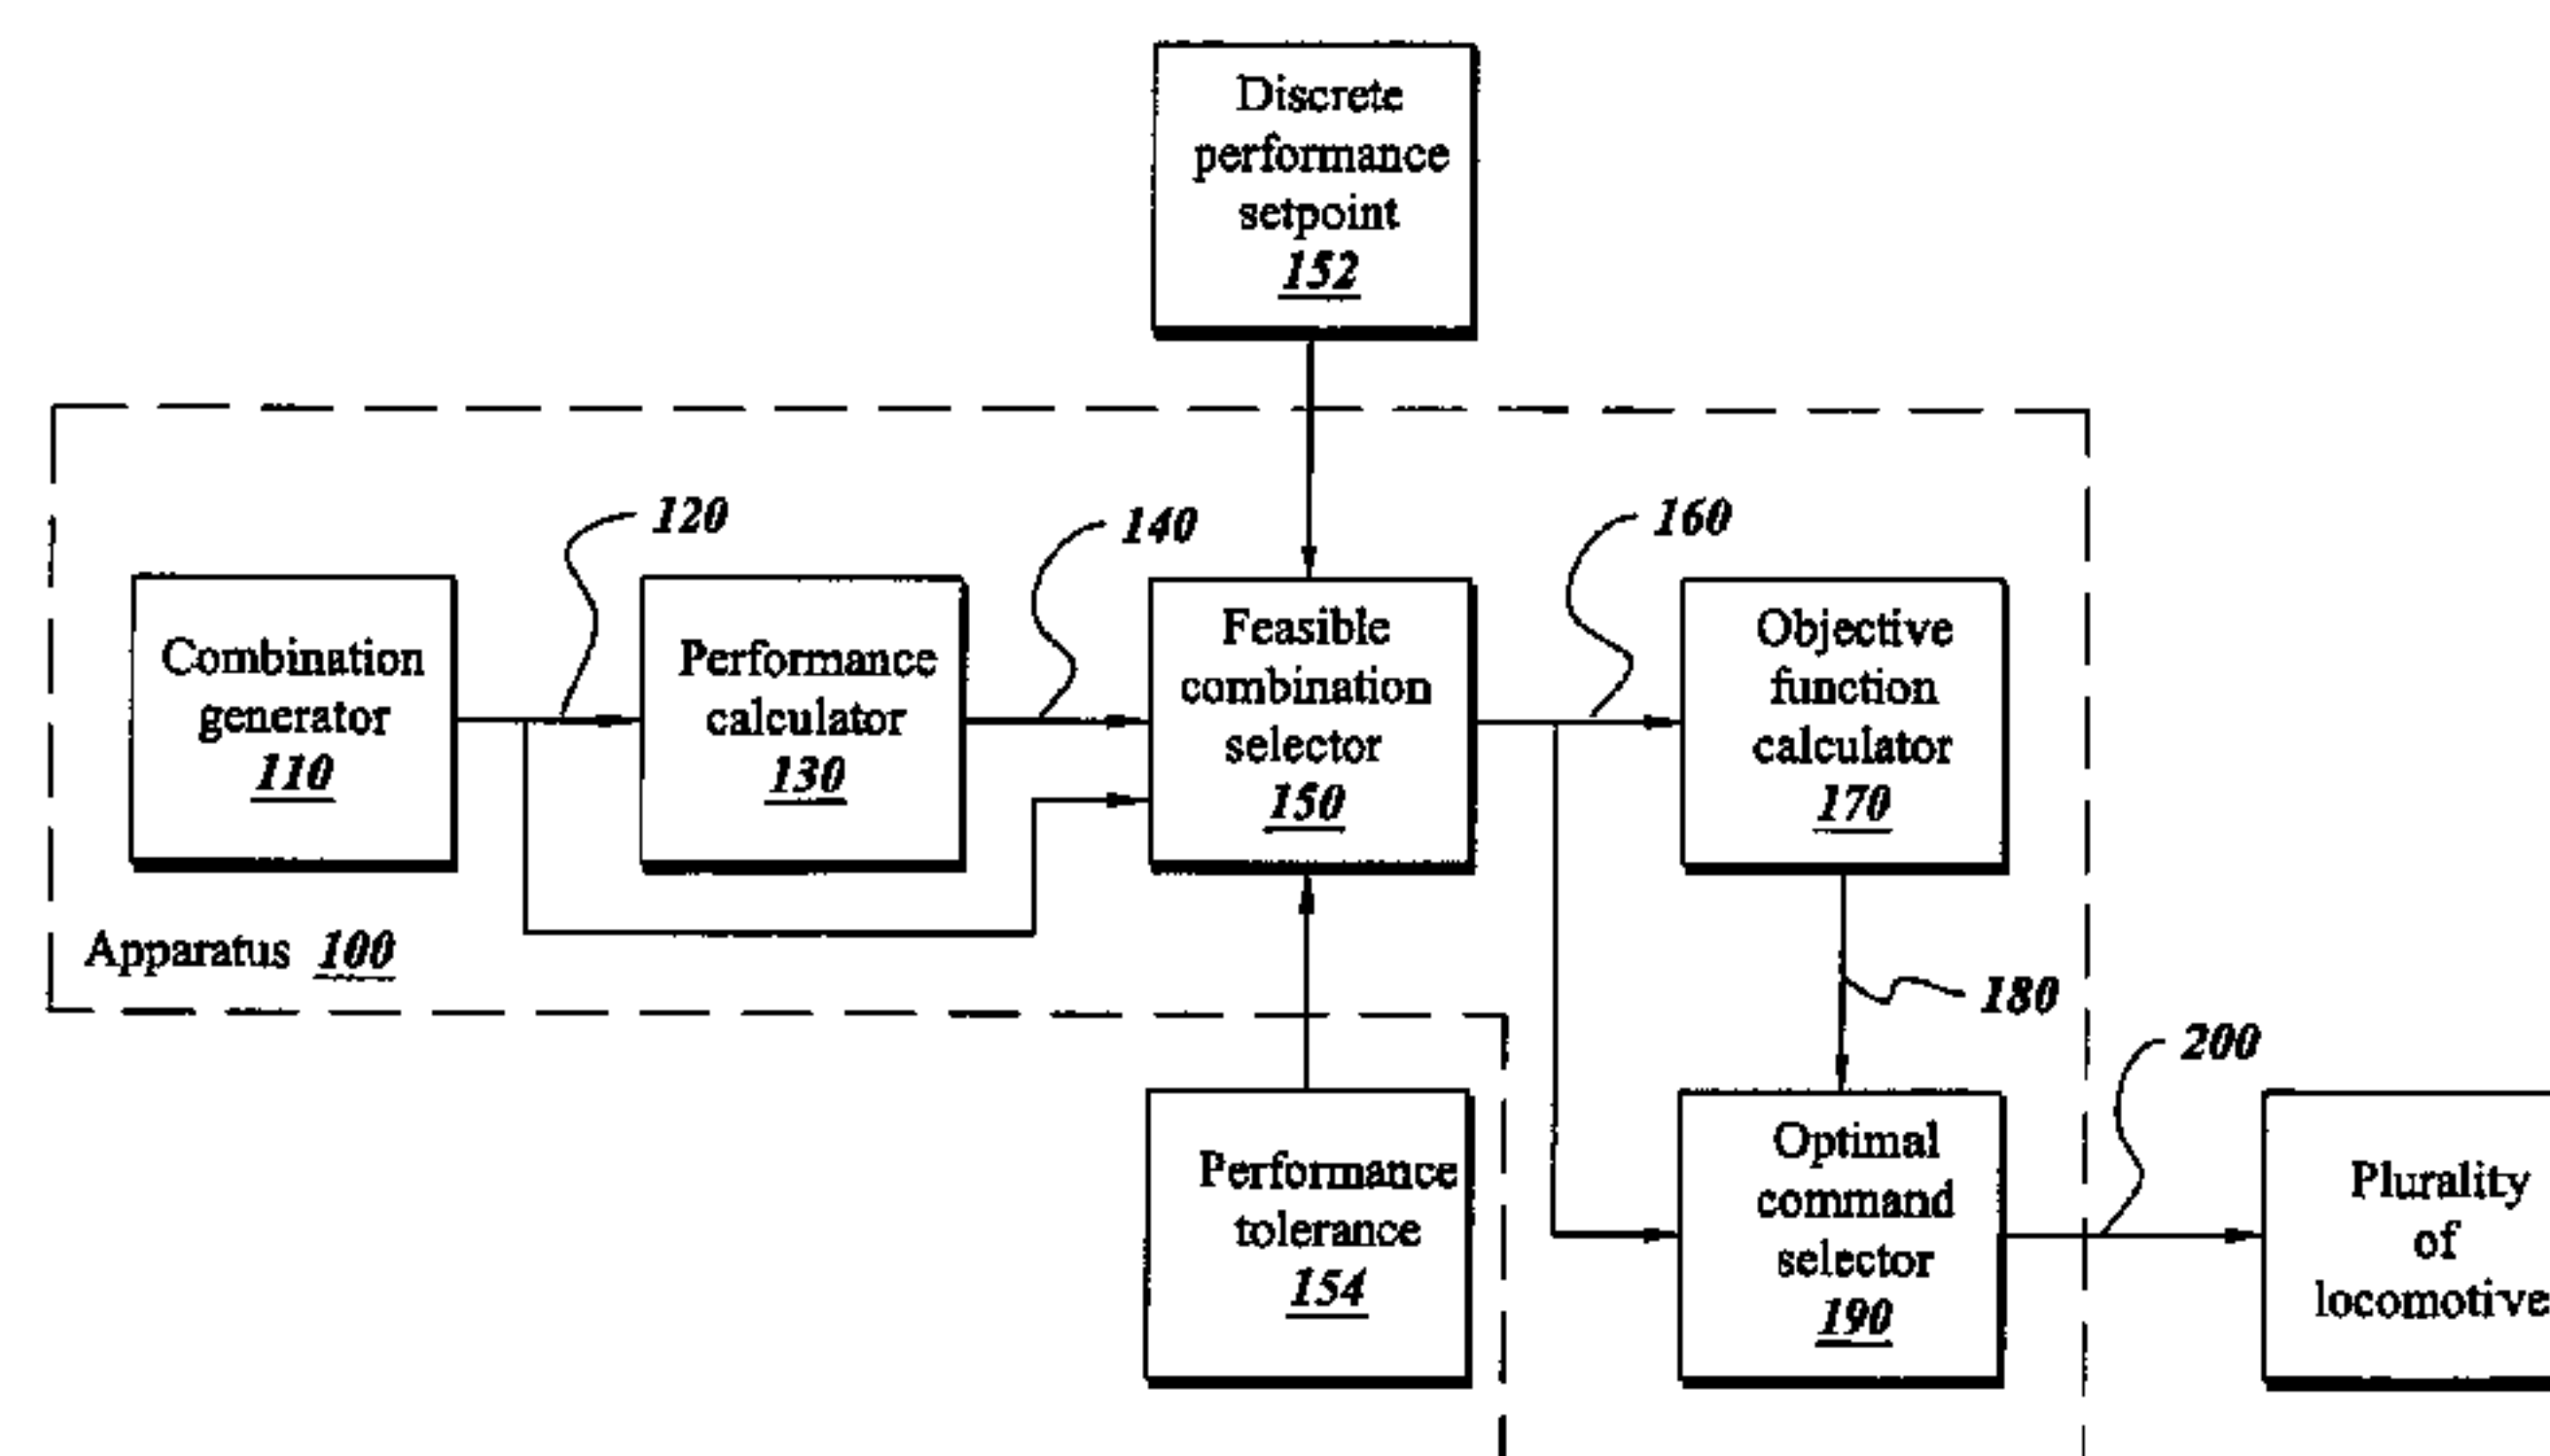 Discrete
performance
setpoint
152
120
140
160
Combination
generator
110
Performance
calculator
130
Feasible
combination
selector
150
Objective
function
calculator
170
Apparatus 100
180
200
Performance
tolerance
154
Optimal
command
selector
190
Plurality
of
locomotive